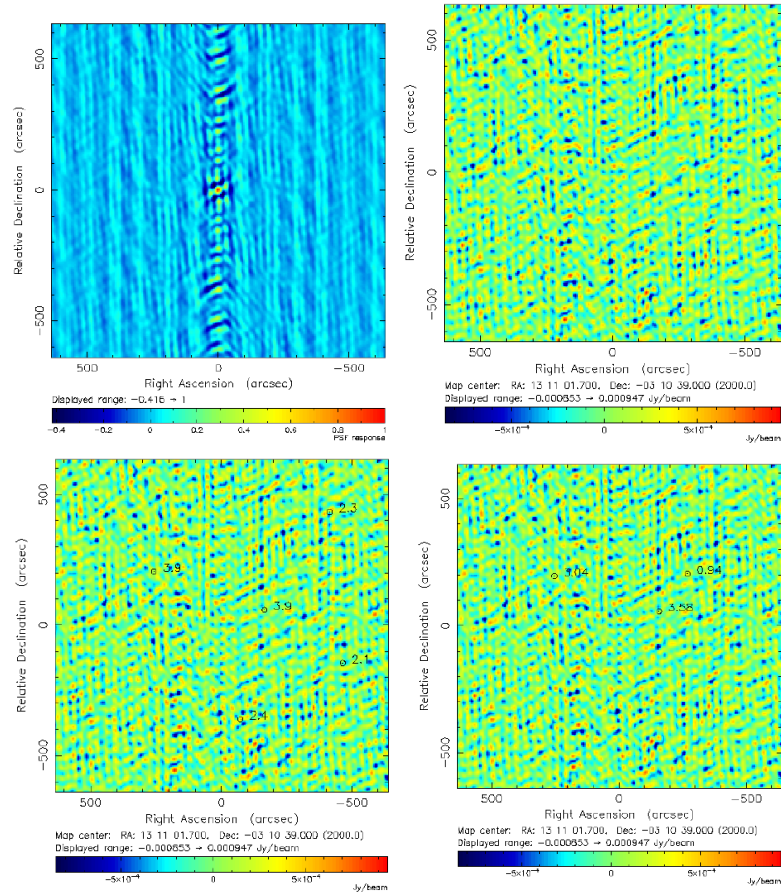 Relative Declination (arcsec)
500
0
-500
500
0
-500
Right Ascension (arcsec)
Displayed range: -0.416 → 1
-0.4
-0.2
0
0.2
0.4
0.6
0.8
1
PSF response
Relative Declination (arcsec)
500
0
-500
500
0
-500
Right Ascension (arcsec)
Map center: RA: 13 11 01.700, Dec: -03 10 39.000 (2000.0)
Displayed range: -0.000853 → 0.000947 Jy/beam
-5×10⁻⁴
0
5×10⁻⁴
Jy/beam
Relative Declination (arcsec)
500
0
-500
2.3
3.9
3.9
2.1
2.4
500
0
-500
Right Ascension (arcsec)
Map center: RA: 13 11 01.700, Dec: -03 10 39.000 (2000.0)
Displayed range: -0.000853 → 0.000947 Jy/beam
-5×10⁻⁴
0
5×10⁻⁴
Jy/beam
Relative Declination (arcsec)
500
0
-500
0.94
3.04
3.58
500
0
-500
Right Ascension (arcsec)
Map center: RA: 13 11 01.700, Dec: -03 10 39.000 (2000.0)
Displayed range: -0.000853 → 0.000947 Jy/beam
-5×10⁻⁴
0
5×10⁻⁴
Jy/beam